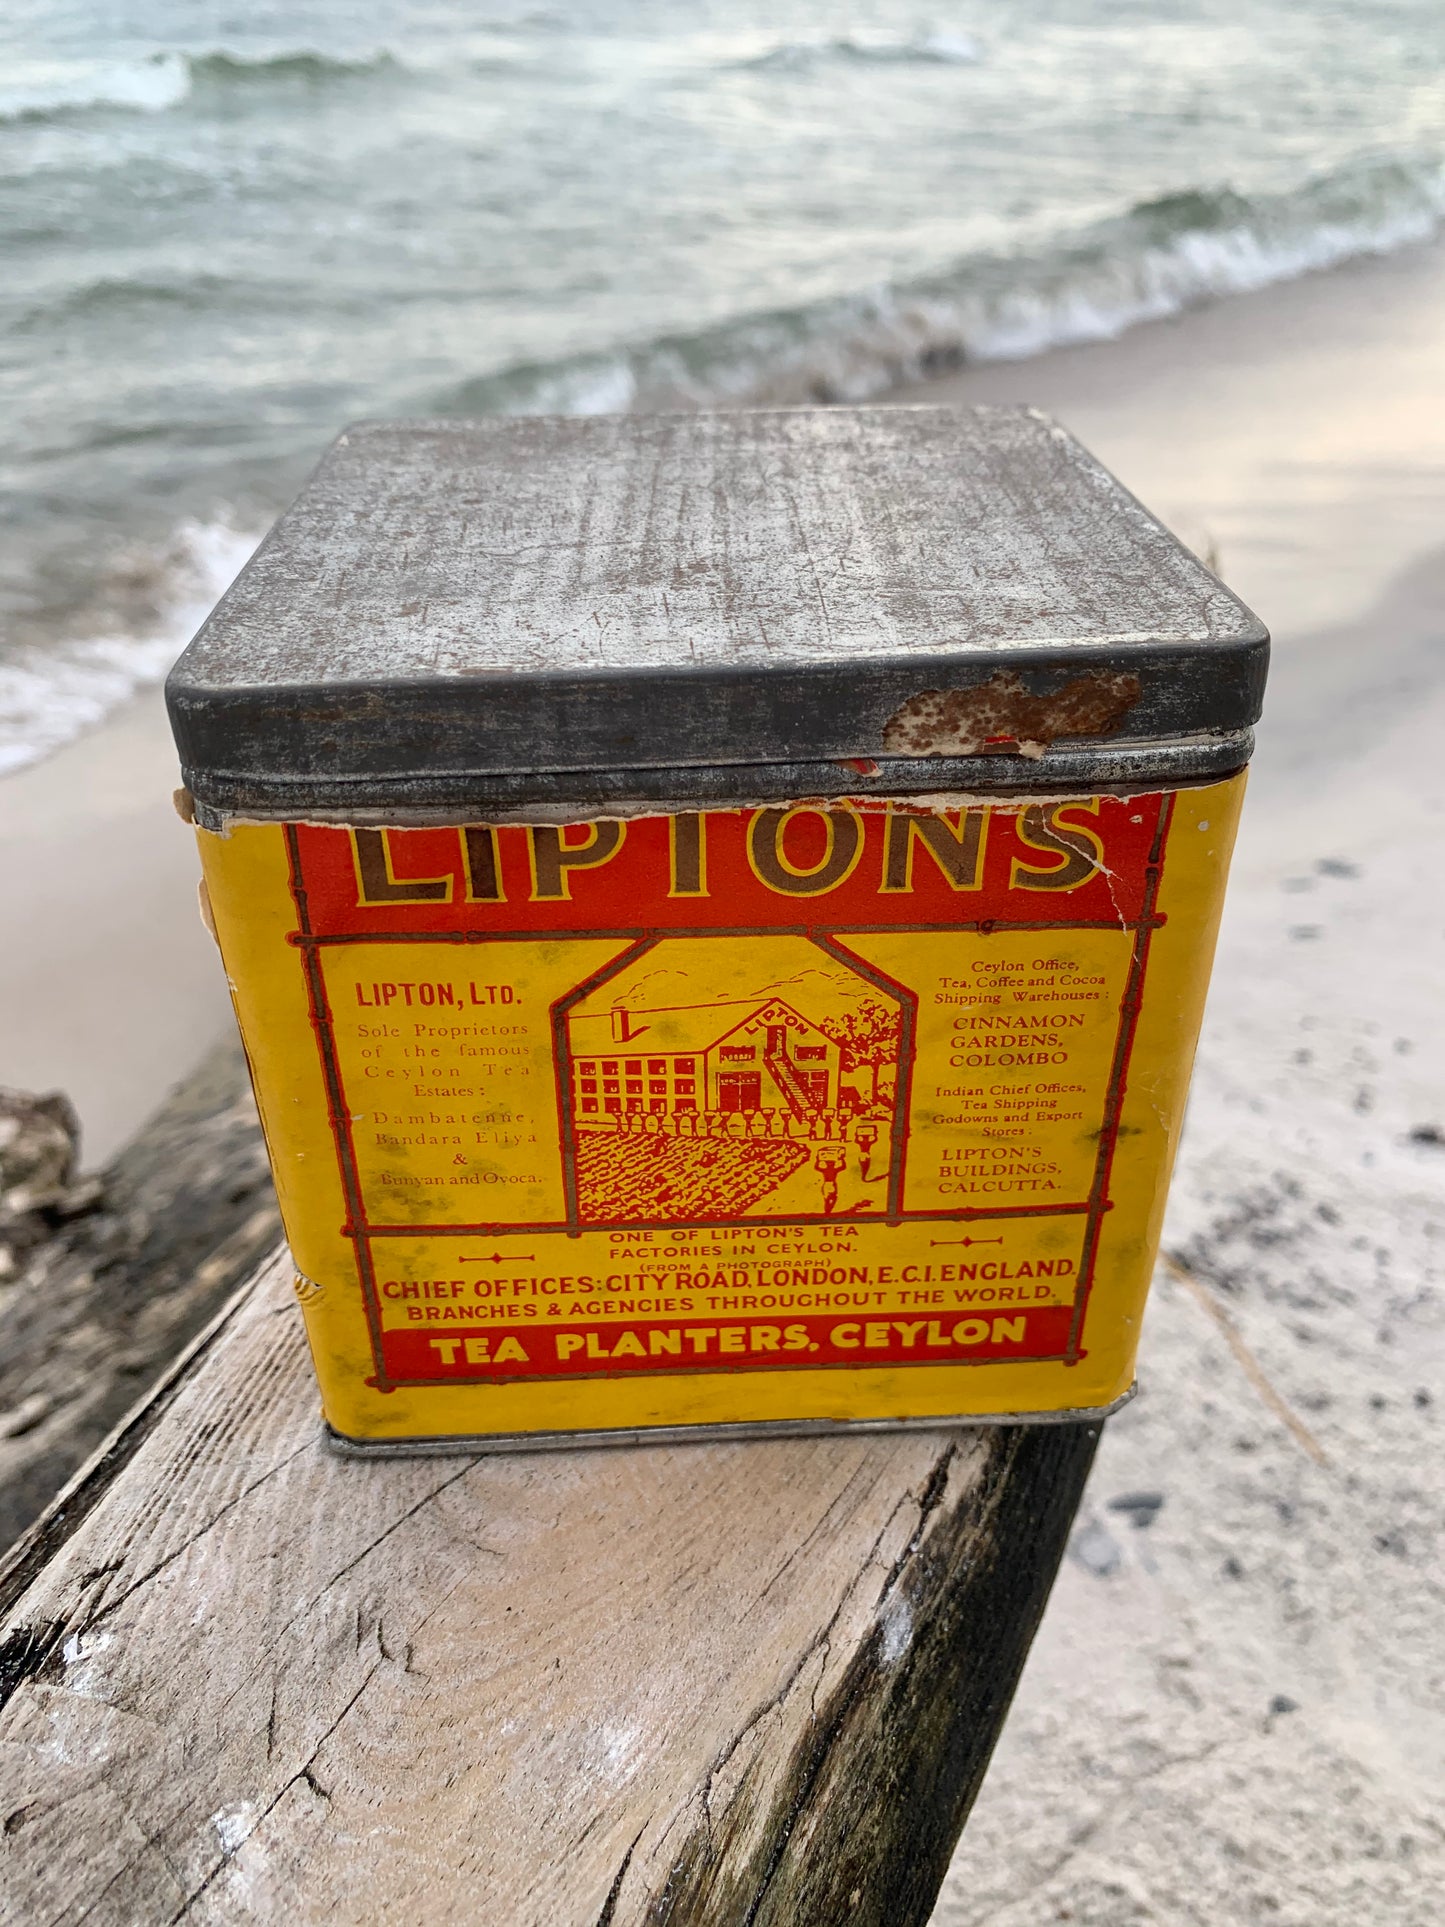 LIPTON'S
LIPTON, LTD.
Sole Proprietors
of the famous
Ceylon Tea
Estates:
Dambatenne,
Bandara Eliya
&
Bunyan and Ovoca.
LIPTON
Ceylon Office,
Tea, Coffee and Cocoa
Shipping Warehouses:
CINNAMON
GARDENS,
COLOMBO
Indian Chief Offices,
Tea Shipping
Godowns and Export
Stores:
LIPTON'S
BUILDINGS,
CALCUTTA.
ONE OF LIPTON'S TEA
FACTORIES IN CEYLON.
(FROM A PHOTOGRAPH)
CHIEF OFFICES: CITY ROAD, LONDON, E.C.1. ENGLAND.
BRANCHES & AGENCIES THROUGHOUT THE WORLD.
TEA PLANTERS, CEYLON